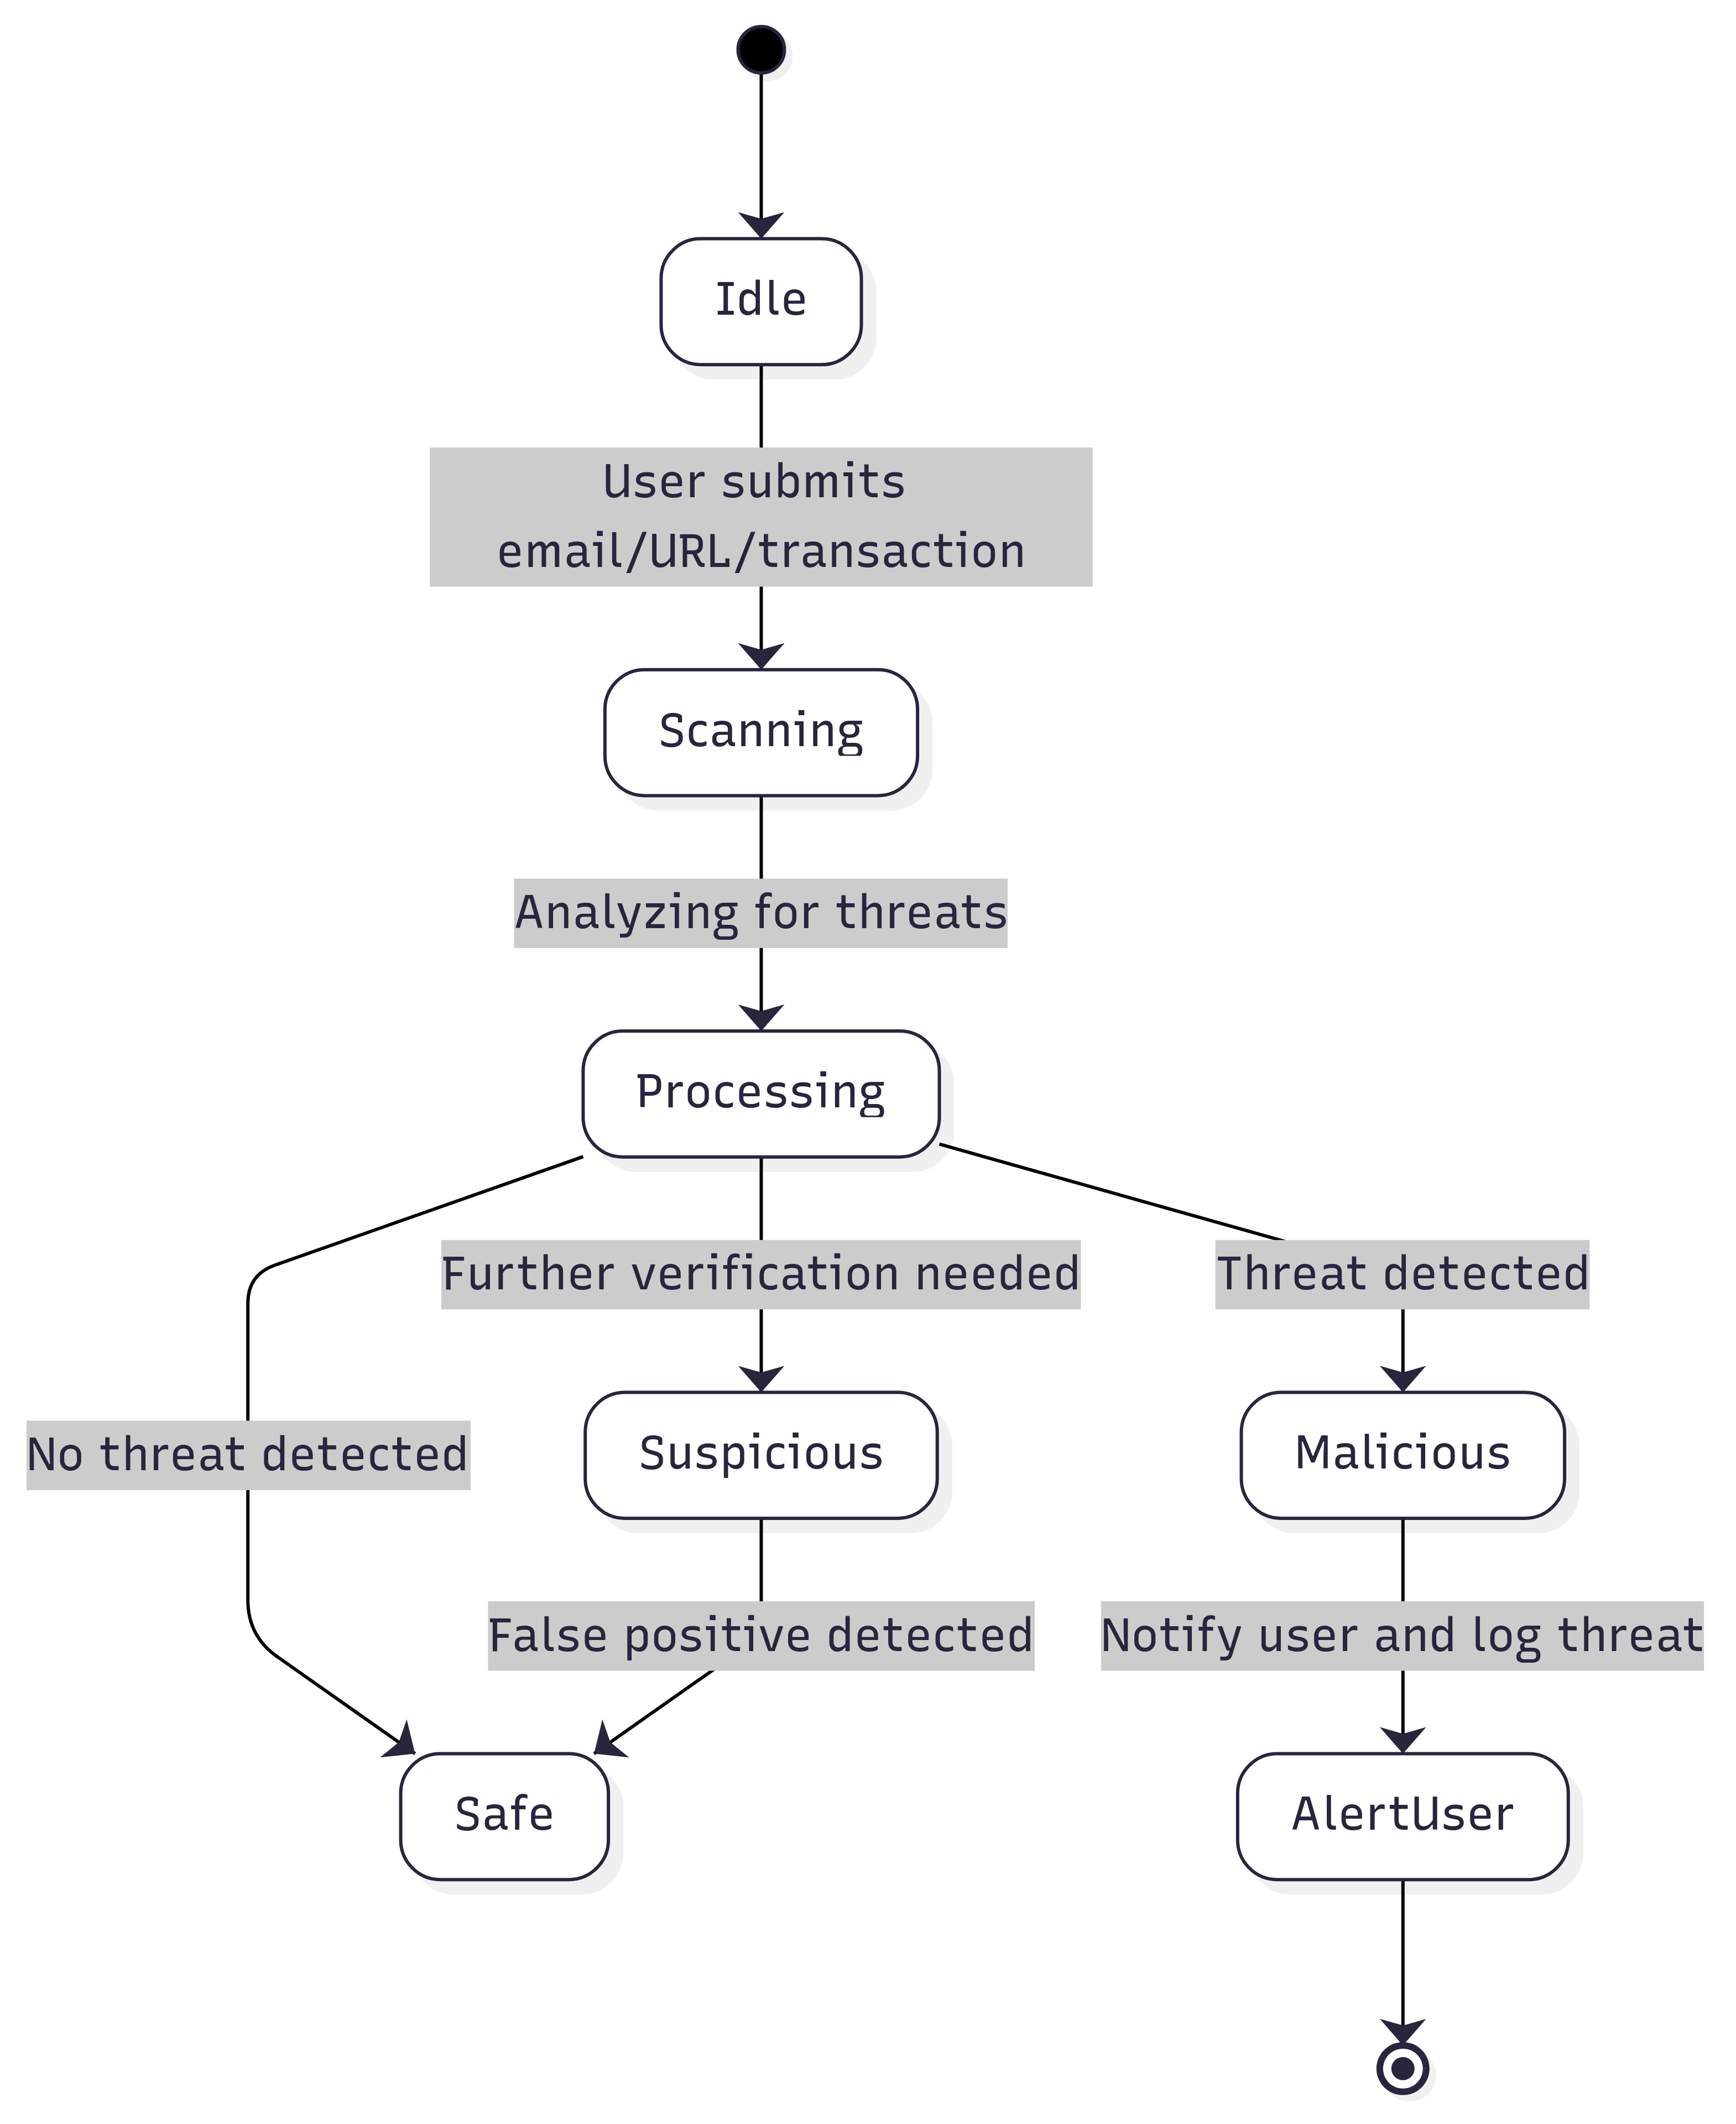 Idle
User submits
email/URL/transaction
Scanning
Analyzing for threats
Processing
Further verification needed
Threat detected
No threat detected
Suspicious
Malicious
False positive detected
Notify user and log threat
Safe
AlertUser